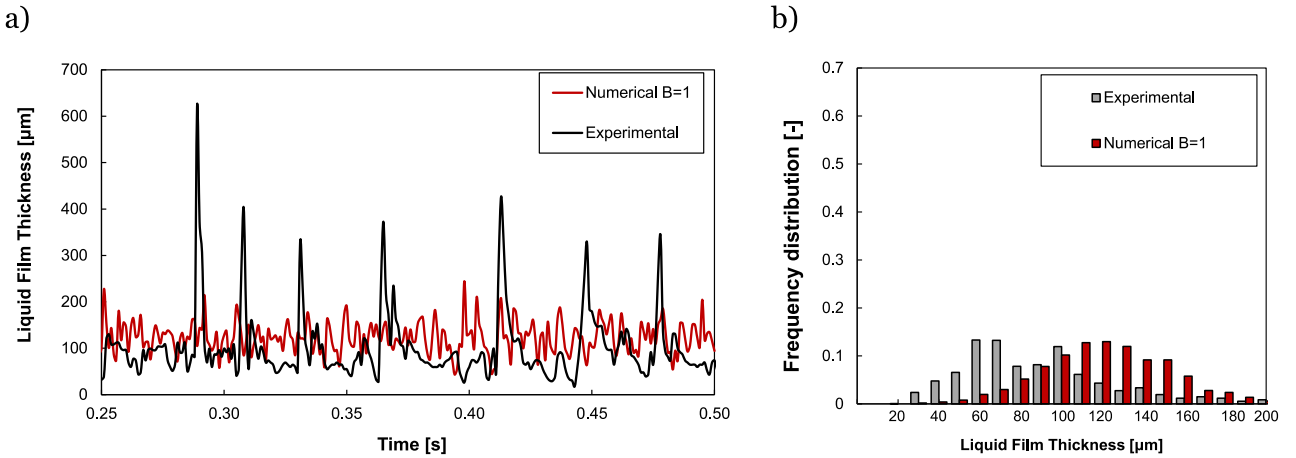 a)
Liquid Film Thickness [µm]
700
600
500
400
300
200
100
0
0.25 0.30 0.35 0.40 0.45 0.50
Time [s]
Numerical B=1
Experimental
b)
Frequency distribution [-]
0.7
0.6
0.5
0.4
0.3
0.2
0.1
0
20 40 60 80 100 120 140 160 180 200
Liquid Film Thickness [µm]
Experimental
Numerical B=1